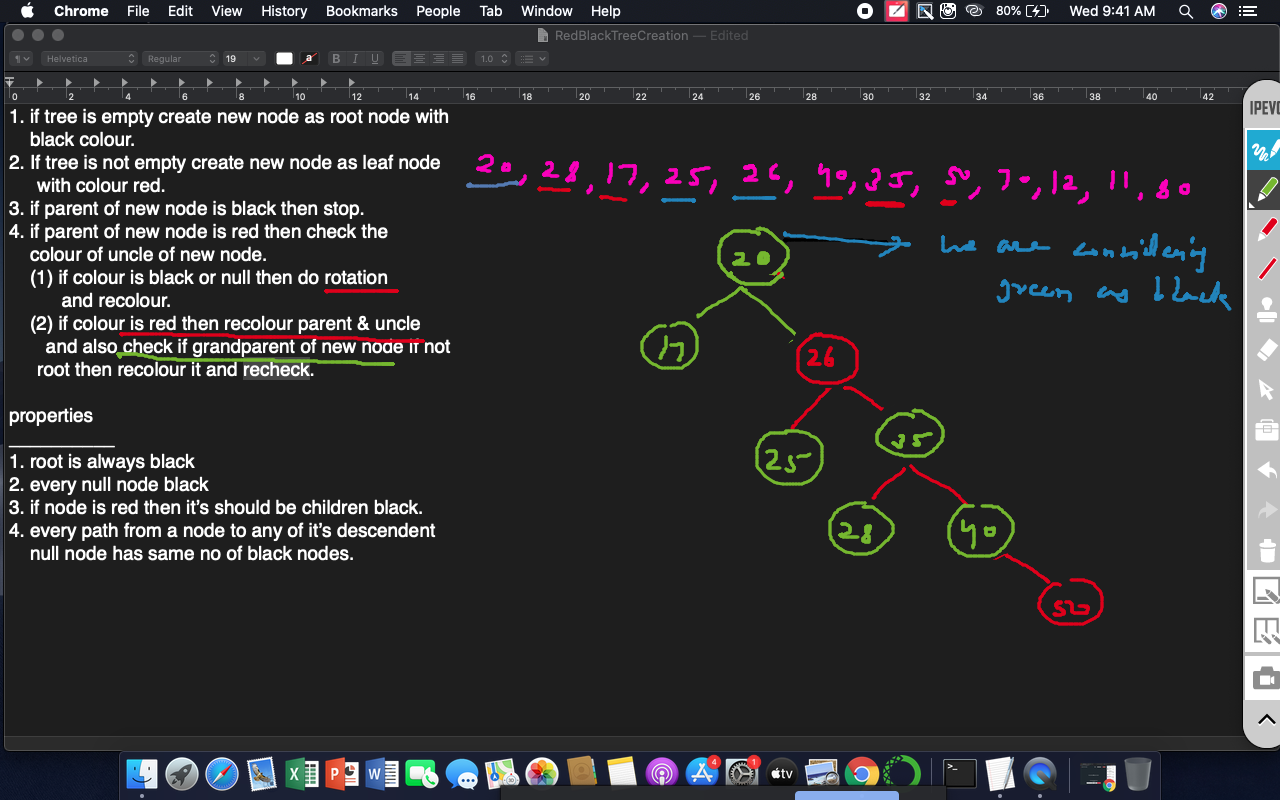 Chrome File Edit View History Bookmarks People Tab Window Help 80% Wed 9:41 AM
RedBlackTreeCreation — Edited
¶ Helvetica Regular 19 a B I U 1.0
0 2 4 6 8 10 12 14 16 18 20 22 24 26 28 30 32 34 36 38 40 42
IPEVO
1. if tree is empty create new node as root node with
black colour.
2. If tree is not empty create new node as leaf node
with colour red.
3. if parent of new node is black then stop.
4. if parent of new node is red then check the
colour of uncle of new node.
(1) if colour is black or null then do rotation
and recolour.
(2) if colour is red then recolour parent & uncle
and also check if grandparent of new node if not
root then recolour it and recheck.
properties
1. root is always black
2. every null node black
3. if node is red then it's should be children black.
4. every path from a node to any of it's descendent
null node has same no of black nodes.
20, 28, 17, 25, 26, 40, 35, 50, 70, 12, 11, 80
we are considering
green as black
20
17
26
25
35
28
40
50
4
1
tv